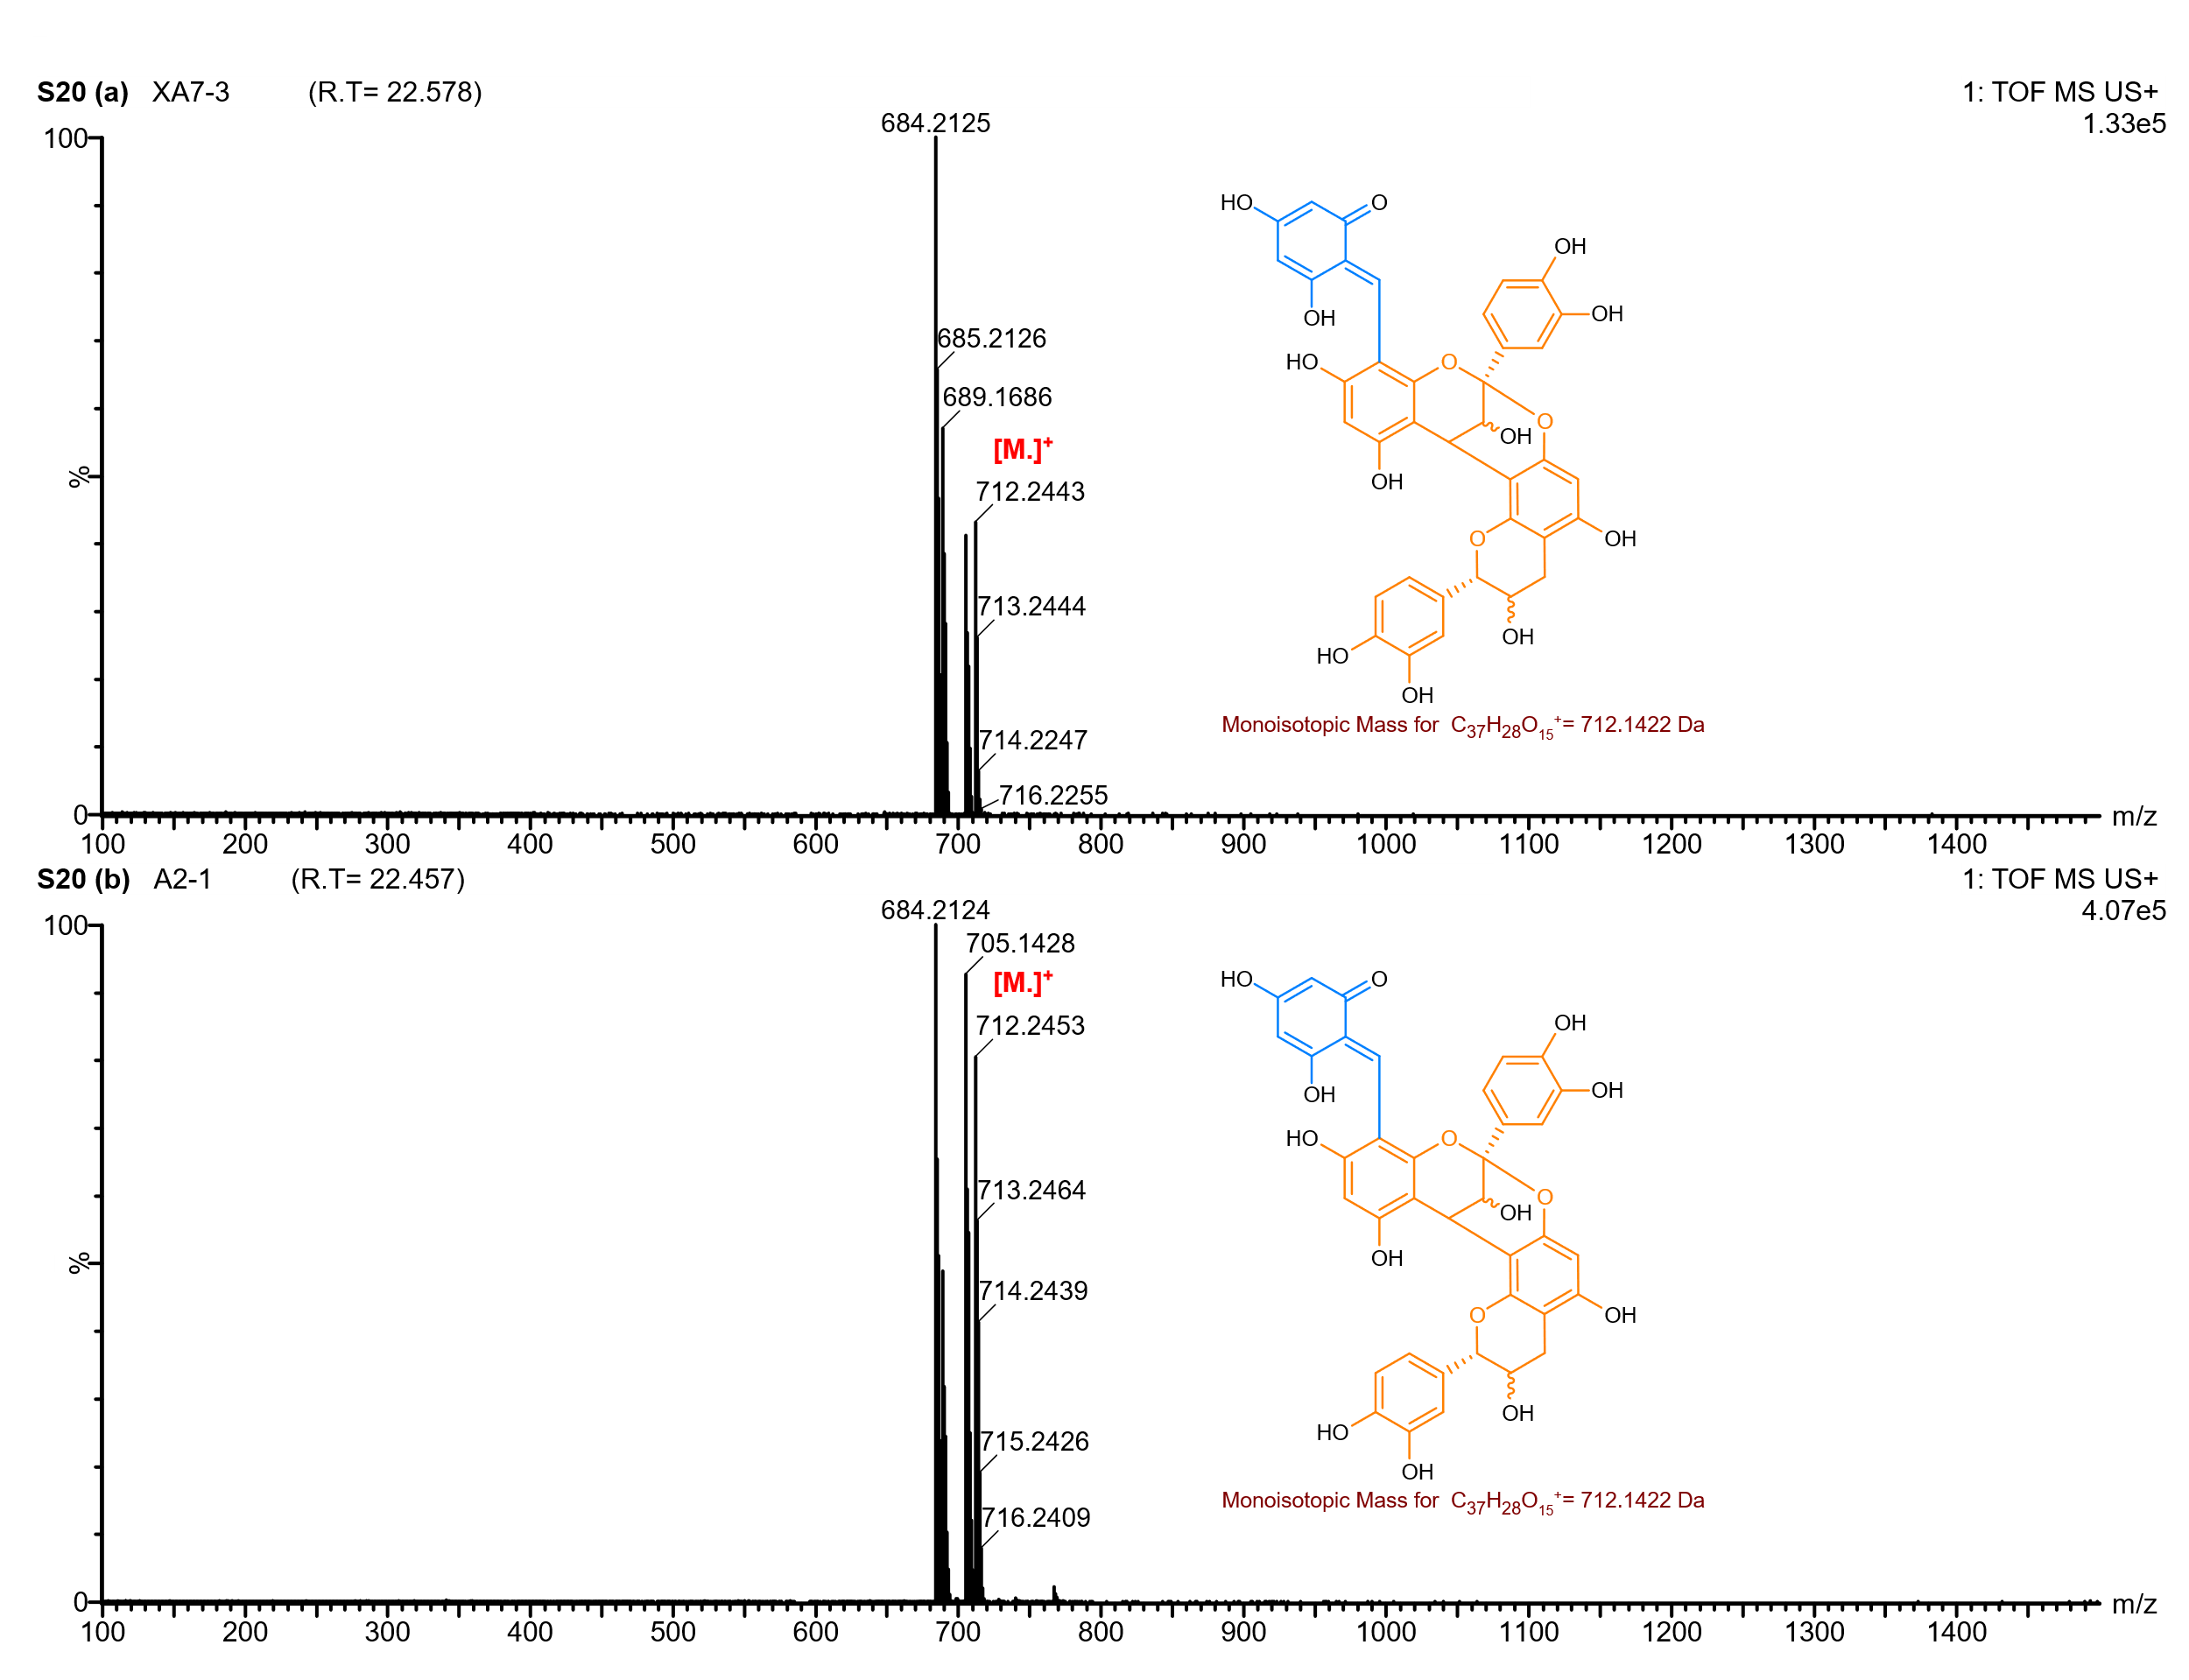 S20 (a) XA7-3 (R.T= 22.578)
1: TOF MS US+
1.33e5
684.2125
100
685.2126
689.1686
[M.]+
712.2443
%
713.2444
714.2247
716.2255
0
m/z
100 200 300 400 500 600 700 800 900 1000 1100 1200 1300 1400
HO O
OH
OH
OH
HO O
O
OH
OH
O
OH
HO
OH
OH
Monoisotopic Mass for C37H28O15+= 712.1422 Da
S20 (b) A2-1 (R.T= 22.457)
1: TOF MS US+
4.07e5
684.2124
100
705.1428
[M.]+
712.2453
713.2464
%
714.2439
715.2426
716.2409
0
m/z
100 200 300 400 500 600 700 800 900 1000 1100 1200 1300 1400
HO O
OH
OH
OH
HO O
O
OH
OH
O
OH
OH
HO
OH
Monoisotopic Mass for C37H28O15+= 712.1422 Da